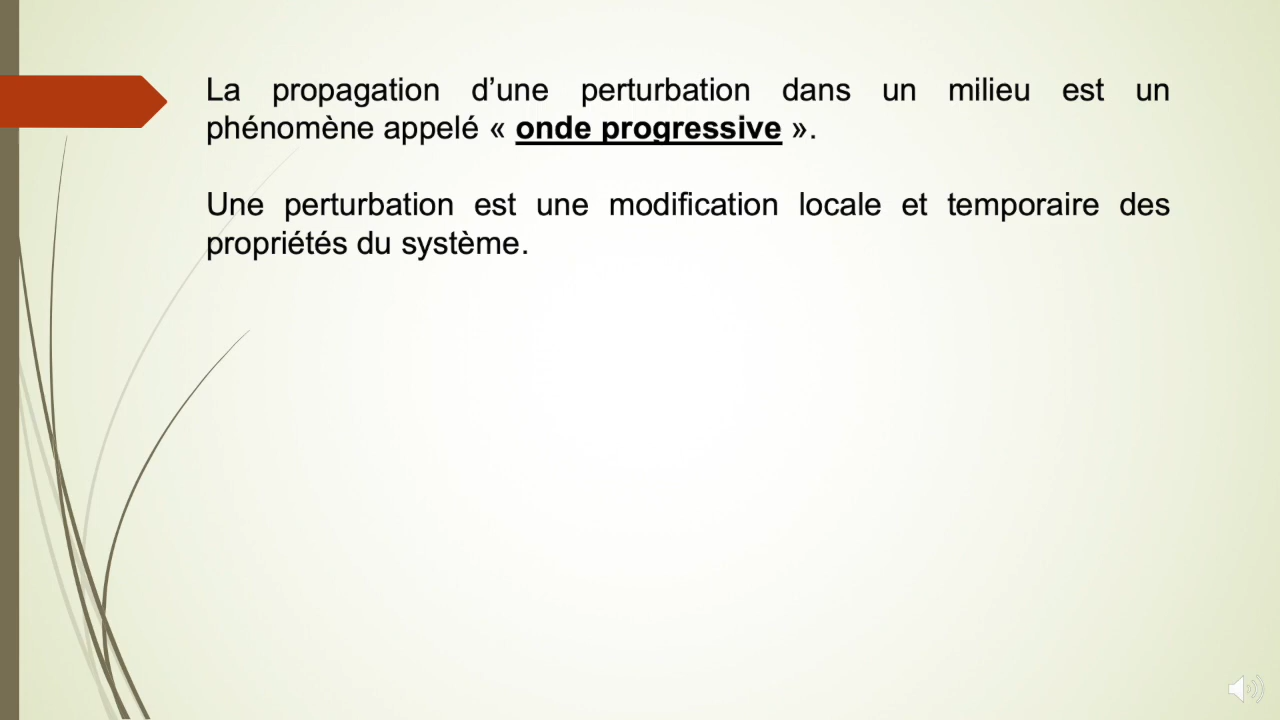 La propagation d’une perturbation dans un milieu est un
phénomène appelé « onde progressive ».
Une perturbation est une modification locale et temporaire des
propriétés du système.